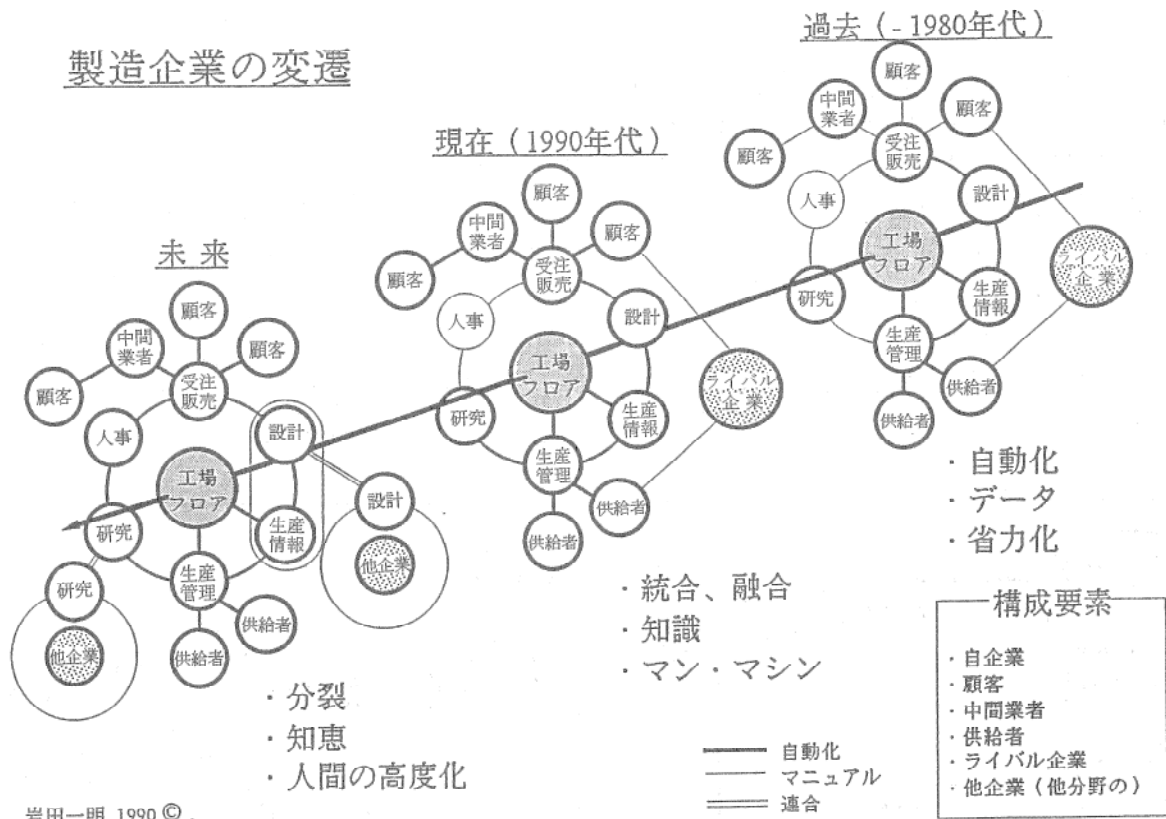 製造企業の変遷
過去 (- 1980年代)
顧客
中間
業者
顧客
顧客
受注
販売
人事
設計
工場
フロア
ライバル
企業
研究
生産
情報
生産
管理
供給者
供給者
・自動化
・データ
・省力化
現在 (1990年代)
顧客
中間
業者
顧客
顧客
受注
販売
人事
設計
工場
フロア
ライバル
企業
研究
生産
情報
生産
管理
供給者
供給者
・統合、融合
・知識
・マン・マシン
未来
顧客
中間
業者
顧客
顧客
受注
販売
人事
設計
工場
フロア
設計
研究
生産
情報
他企業
生産
管理
研究
供給者
他企業
供給者
・分裂
・知恵
・人間の高度化
自動化
マニュアル
連合
構成要素
・自企業
・顧客
・中間業者
・供給者
・ライバル企業
・他企業 (他分野の)
岩田一明 1990 ©